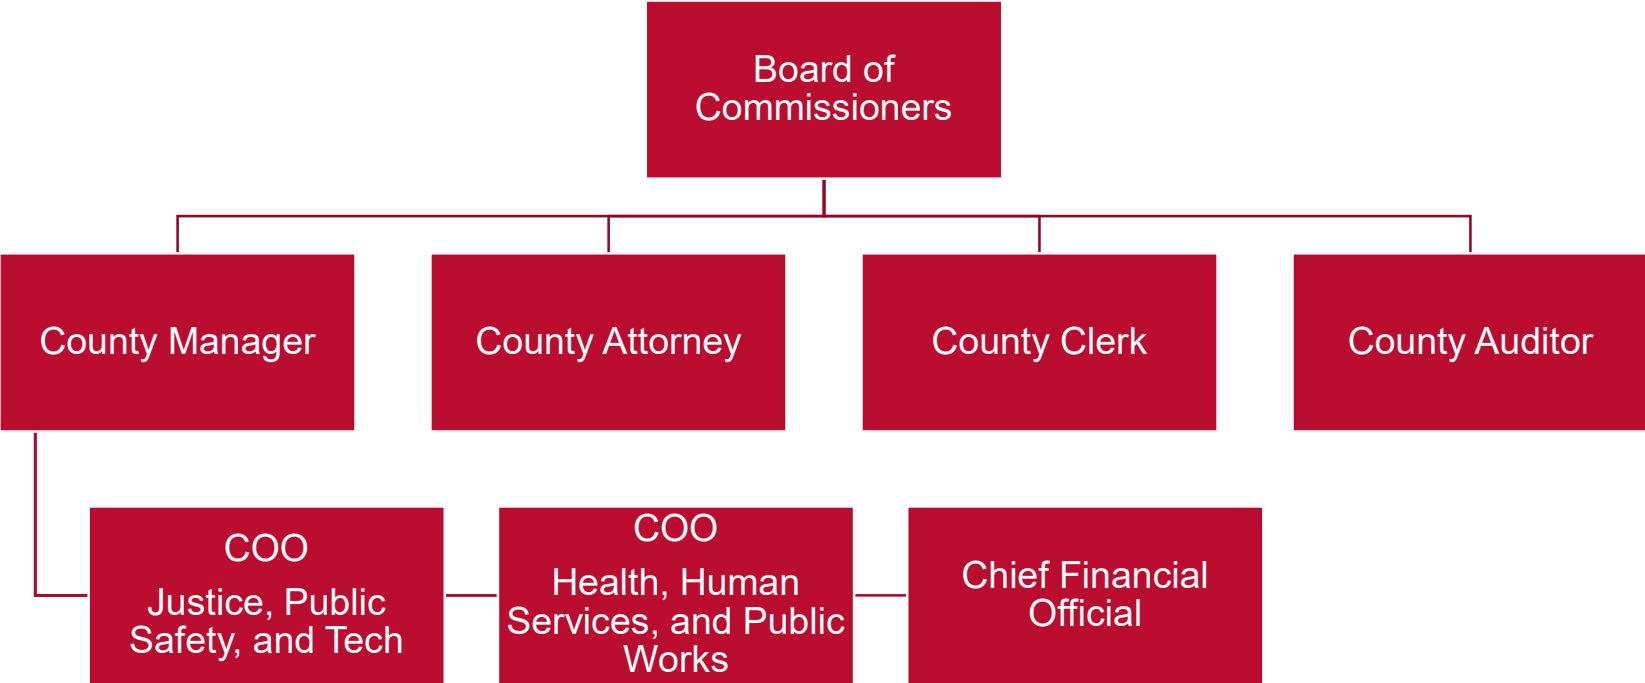 Board of
Commissioners
County Manager
County Attorney
County Clerk
County Auditor
COO
Justice, Public
Safety, and Tech
COO
Health, Human
Services, and Public
Works
Chief Financial
Official